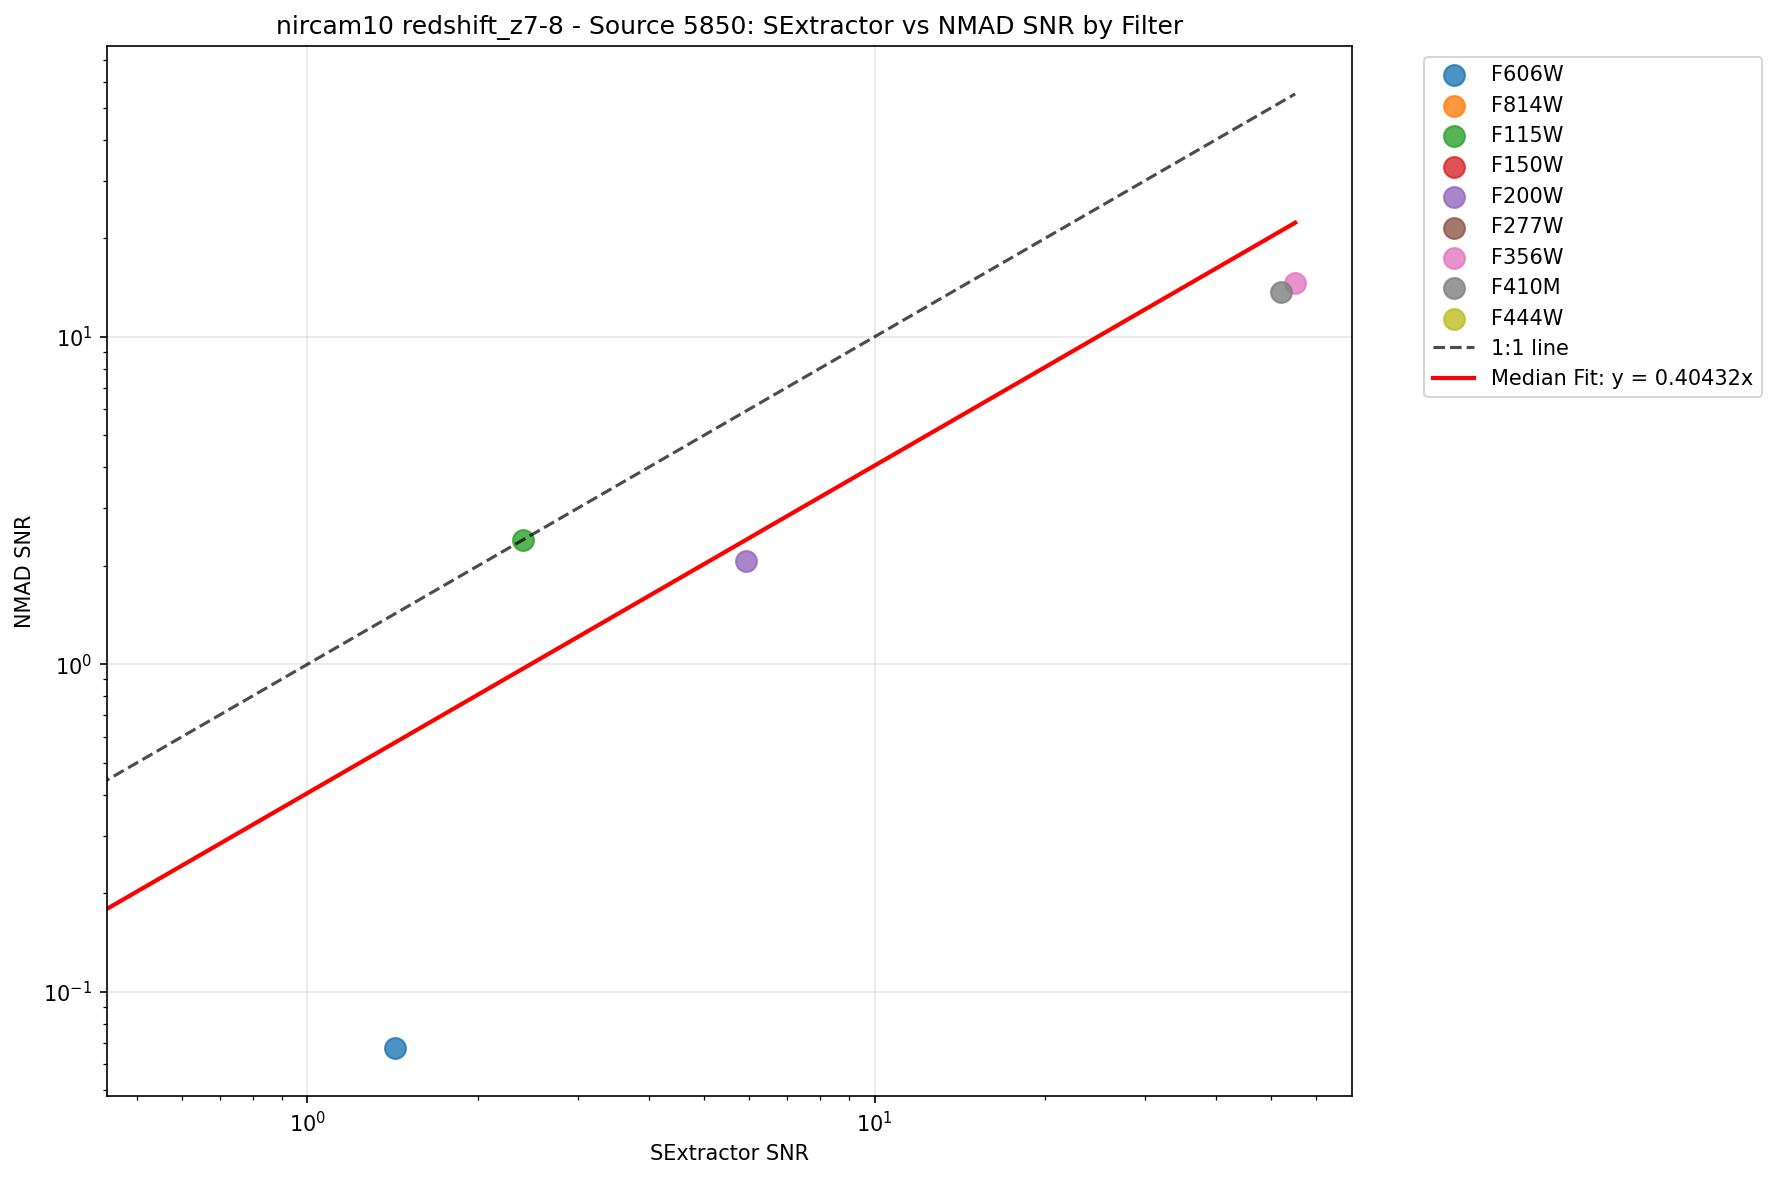 nircam10 redshift_z7-8 - Source 5850: SExtractor vs NMAD SNR by Filter
F606W
F814W
F115W
F150W
F200W
F277W
F356W
F410M
F444W
1:1 line
Median Fit: y = 0.40432x
NMAD SNR
10¹
10⁰
10⁻¹
10⁰ 10¹
SExtractor SNR